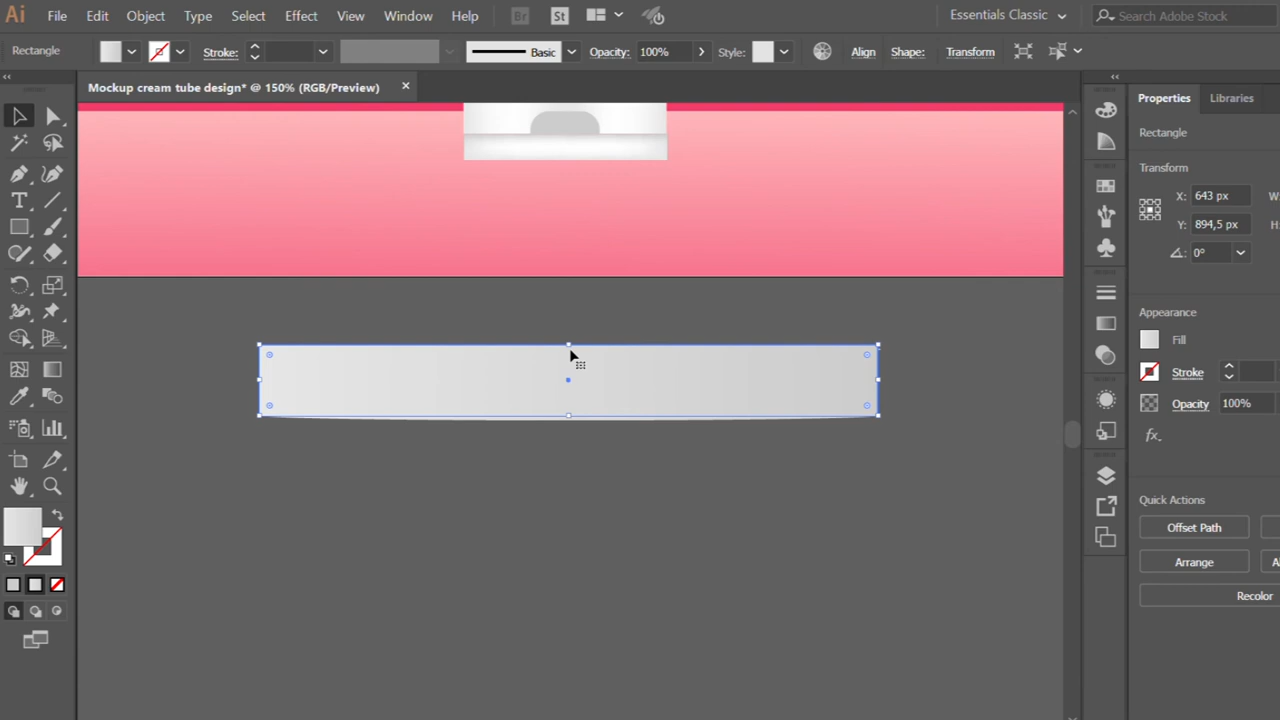 Ai File Edit Object Type Select Effect View Window Help Br St Essentials Classic Search Adobe Stock
Rectangle Stroke: Basic Opacity: 100% Style: Align Shape: Transform
Mockup cream tube design* @ 150% (RGB/Preview) ×
Properties Libraries
Rectangle
Transform
X: 643 px W:
Y: 894,5 px H:
0°
Appearance
Fill
Stroke
Opacity 100%
fx.
Quick Actions
Offset Path
Arrange
Recolor